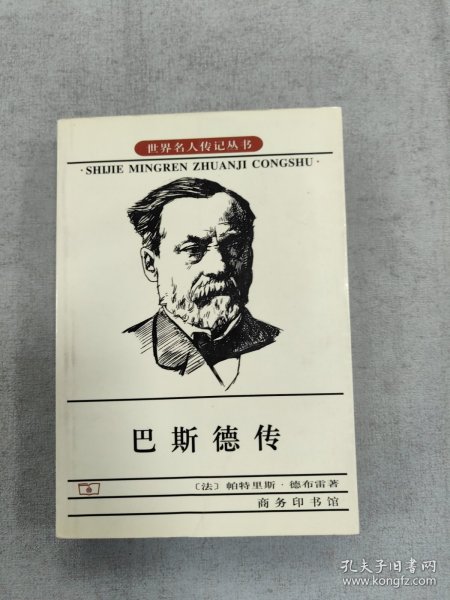 世界名人传记丛书
·SHIJIE MINGREN ZHUANJI CONGSHU·
巴斯德传
〔法〕帕特里斯·德布雷著
商务印书馆
孔夫子旧书网
www.kongfz.com